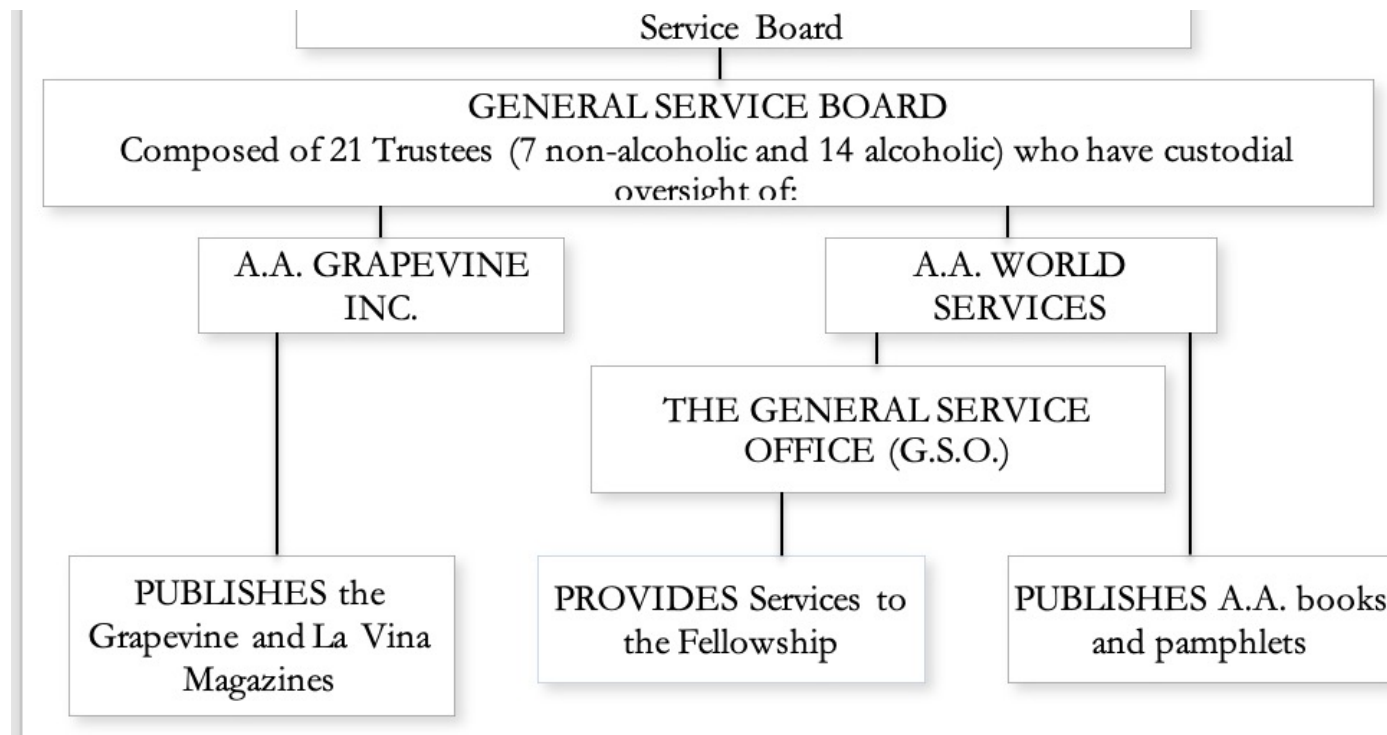 Service Board
GENERAL SERVICE BOARD
Composed of 21 Trustees (7 non-alcoholic and 14 alcoholic) who have custodial
oversight of:
A.A. GRAPEVINE
INC.
A.A. WORLD
SERVICES
THE GENERAL SERVICE
OFFICE (G.S.O.)
PUBLISHES the
Grapevine and La Vina
Magazines
PROVIDES Services to
the Fellowship
PUBLISHES A.A. books
and pamphlets